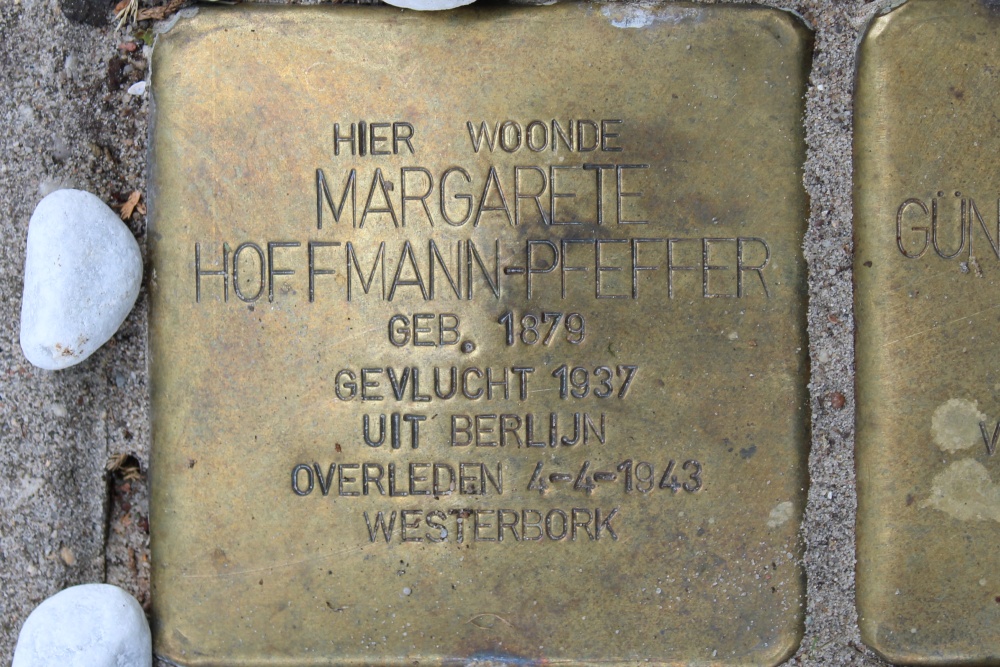 HIER WOONDE
MARGARETE
HOFFMANN-PFEFFER
GEB. 1879
GEVLUCHT 1937
UIT BERLIJN
OVERLEDEN 4-4-1943
WESTERBORK